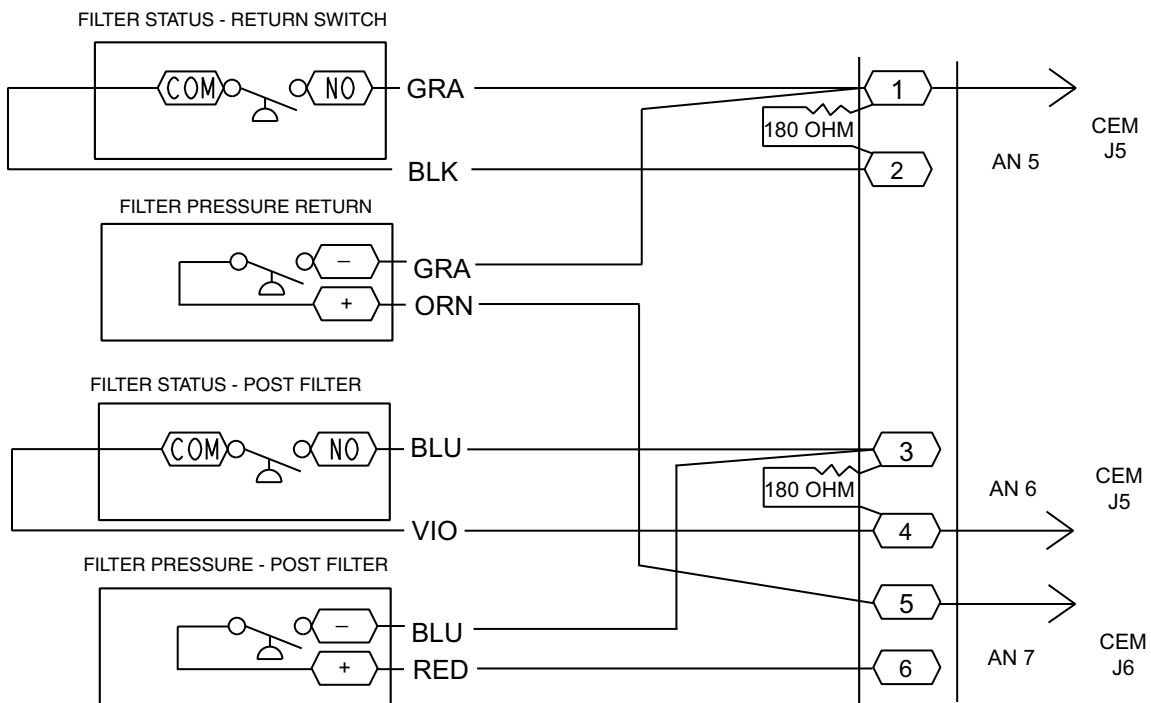 FILTER STATUS - RETURN SWITCH
COM NO GRA 1
180 OHM
CEM
J5
AN 5
BLK 2
FILTER PRESSURE RETURN
– GRA
+ ORN
FILTER STATUS - POST FILTER
COM NO BLU 3
180 OHM
AN 6
CEM
J5
VIO 4
FILTER PRESSURE - POST FILTER
5
– BLU
CEM
J6
AN 7
+ RED 6